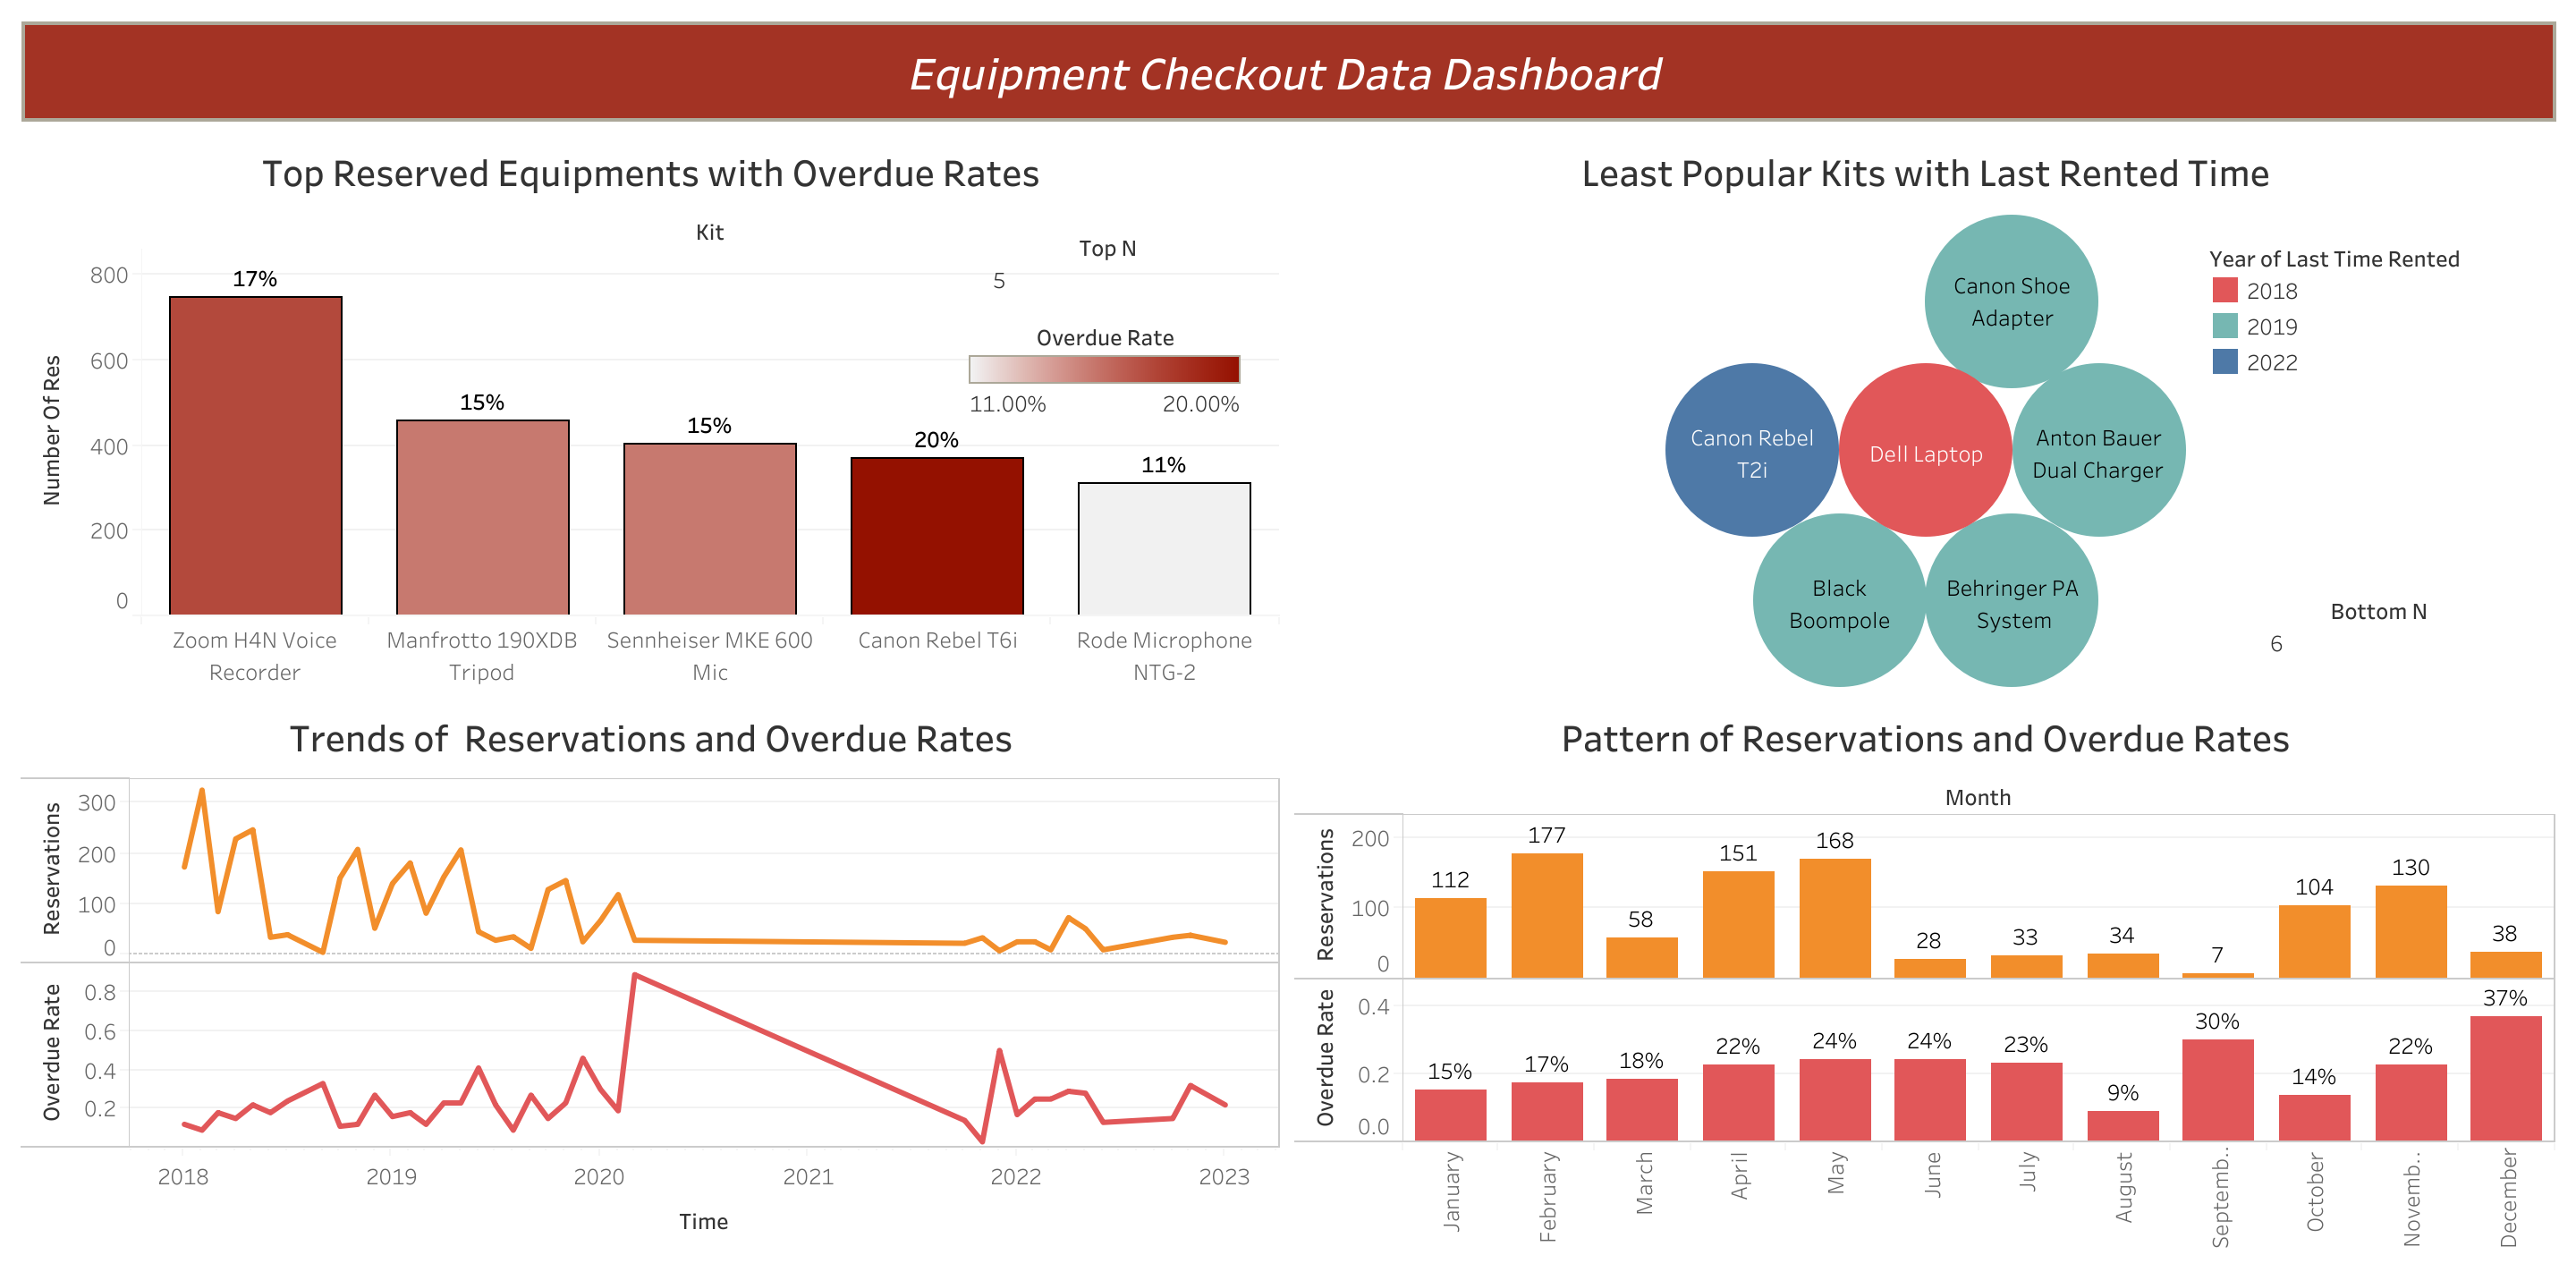 Equipment Checkout Data Dashboard
Top Reserved Equipments with Overdue Rates
Kit
Top N
5
Overdue Rate
11.00% 20.00%
Number Of Res
800
600
400
200
0
17%
15%
15%
20%
11%
Zoom H4N Voice
Recorder
Manfrotto 190XDB
Tripod
Sennheiser MKE 600
Mic
Canon Rebel T6i
Rode Microphone
NTG-2
Least Popular Kits with Last Rented Time
Canon Shoe
Adapter
Canon Rebel
T2i
Dell Laptop
Anton Bauer
Dual Charger
Black
Boompole
Behringer PA
System
Year of Last Time Rented
2018
2019
2022
Bottom N
6
Trends of  Reservations and Overdue Rates
Reservations
300
200
100
0
Overdue Rate
0.8
0.6
0.4
0.2
2018 2019 2020 2021 2022 2023
Time
Pattern of Reservations and Overdue Rates
Month
Reservations
200
100
0
112 177 58 151 168 28 33 34 7 104 130 38
Overdue Rate
0.4
0.2
0.0
15% 17% 18% 22% 24% 24% 23% 9% 30% 14% 22% 37%
January
February
March
April
May
June
July
August
Septemb..
October
Novemb..
December